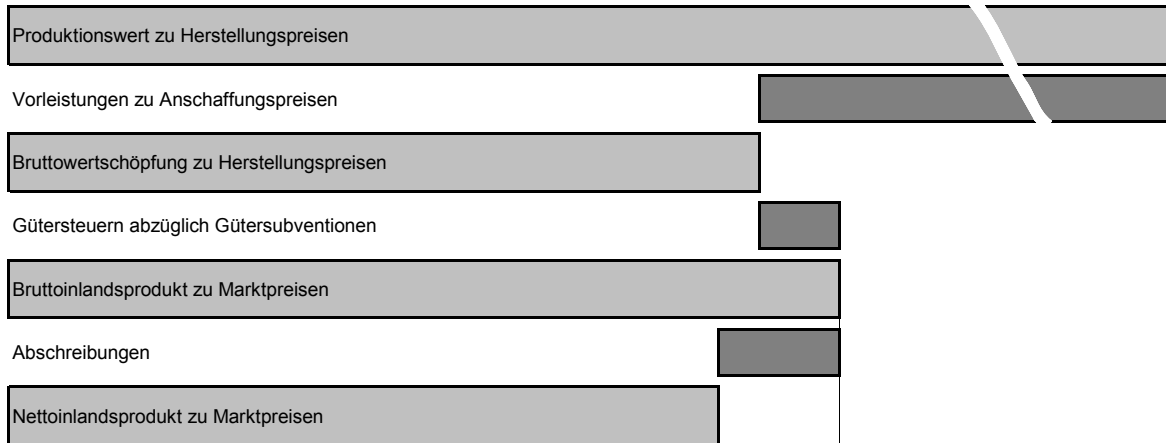 Produktionswert zu Herstellungspreisen
Vorleistungen zu Anschaffungspreisen
Bruttowertschöpfung zu Herstellungspreisen
Gütersteuern abzüglich Gütersubventionen
Bruttoinlandsprodukt zu Marktpreisen
Abschreibungen
Nettoinlandsprodukt zu Marktpreisen